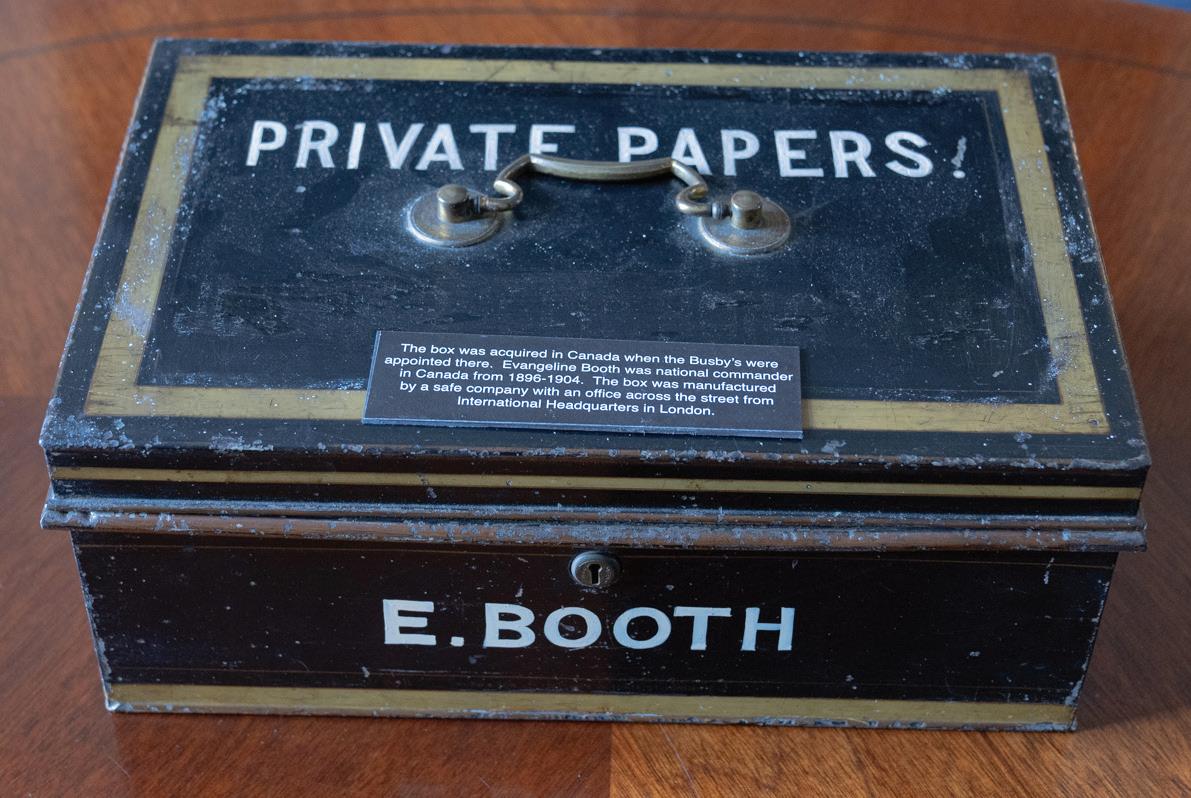 PRIVATE PAPERS!
The box was acquired in Canada when the Busby's were
appointed there. Evangeline Booth was national commander
in Canada from 1896-1904. The box was manufactured
by a safe company with an office across the street from
International Headquarters in London.
E. BOOTH